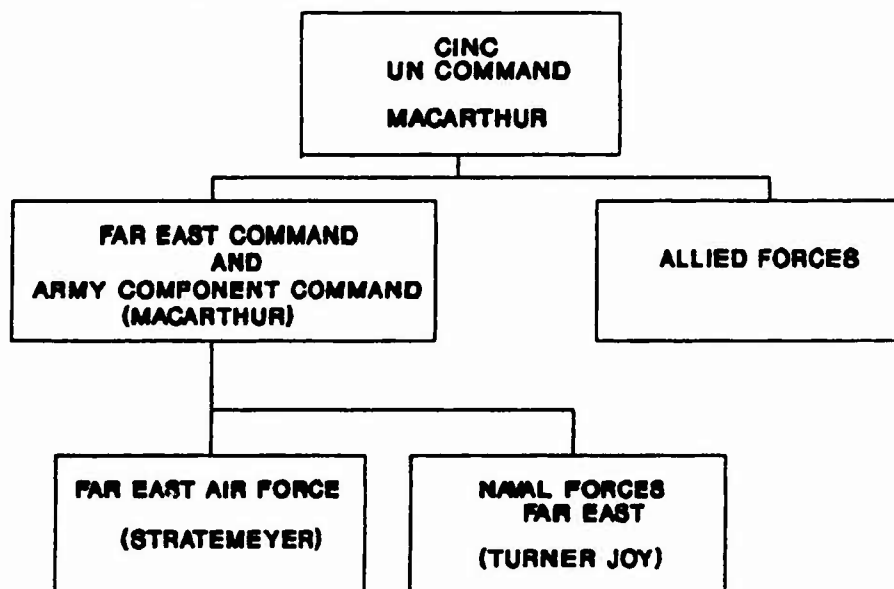 CINC
UN COMMAND
MACARTHUR
FAR EAST COMMAND
AND
ARMY COMPONENT COMMAND
(MACARTHUR)
ALLIED FORCES
FAR EAST AIR FORCE
(STRATEMEYER)
NAVAL FORCES
FAR EAST
(TURNER JOY)